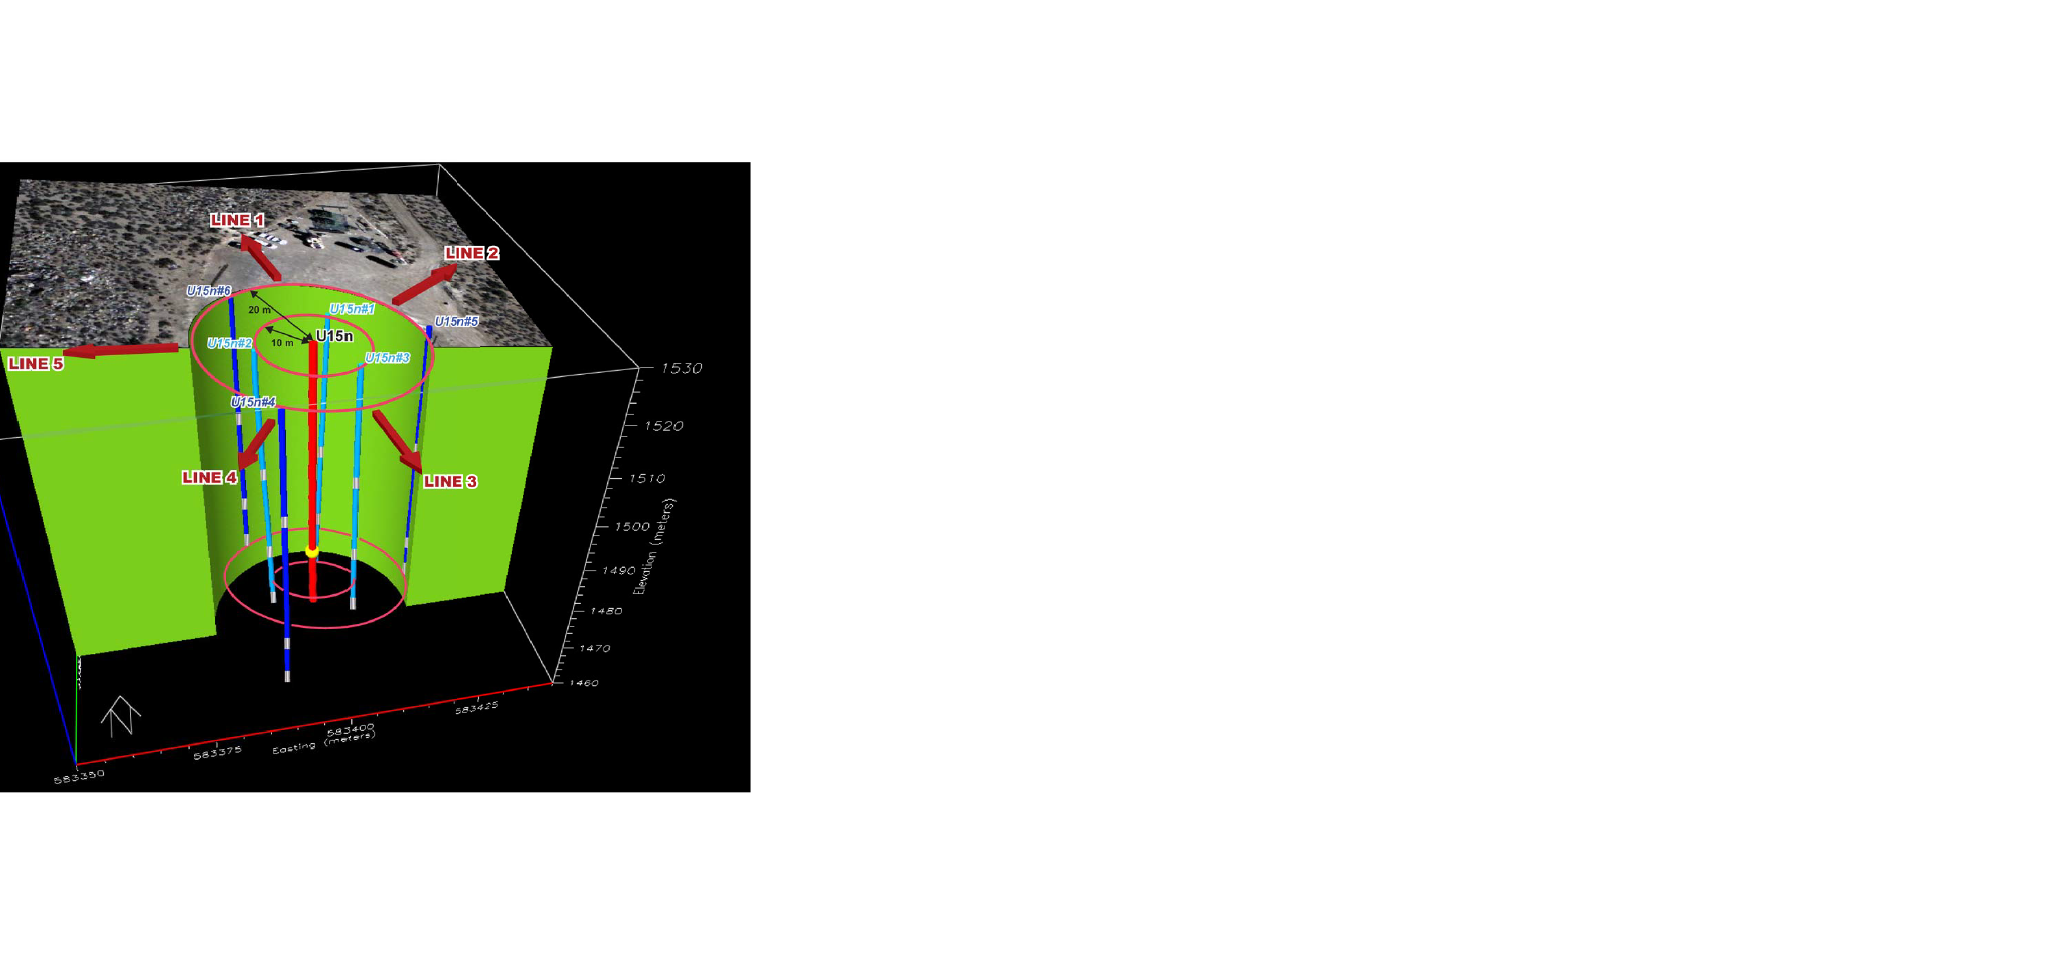 LINE 1
LINE 2
U15n#6
20 m
U15n#1
U15n#5
U15n
U15n#2
10 m
U15n#3
LINE 5
1530
U15n#4
1520
LINE 4
LINE 3
1510
1500
Elevation (meters)
1490
1480
1470
1460
583425
583400
Easting (meters)
583375
583350
N